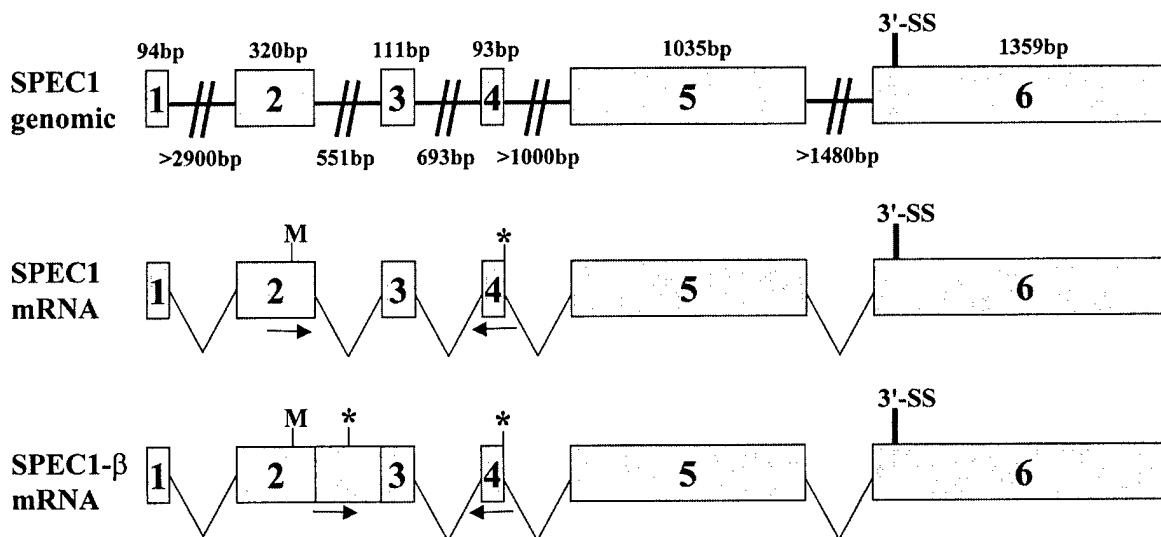 3'-SS
94bp 320bp 111bp 93bp 1035bp 1359bp
SPEC1 genomic
1 2 3 4 5 6
>2900bp 551bp 693bp >1000bp >1480bp
3'-SS
M *
SPEC1 mRNA
1 2 3 4 5 6
3'-SS
M * *
SPEC1-β mRNA
1 2 3 4 5 6